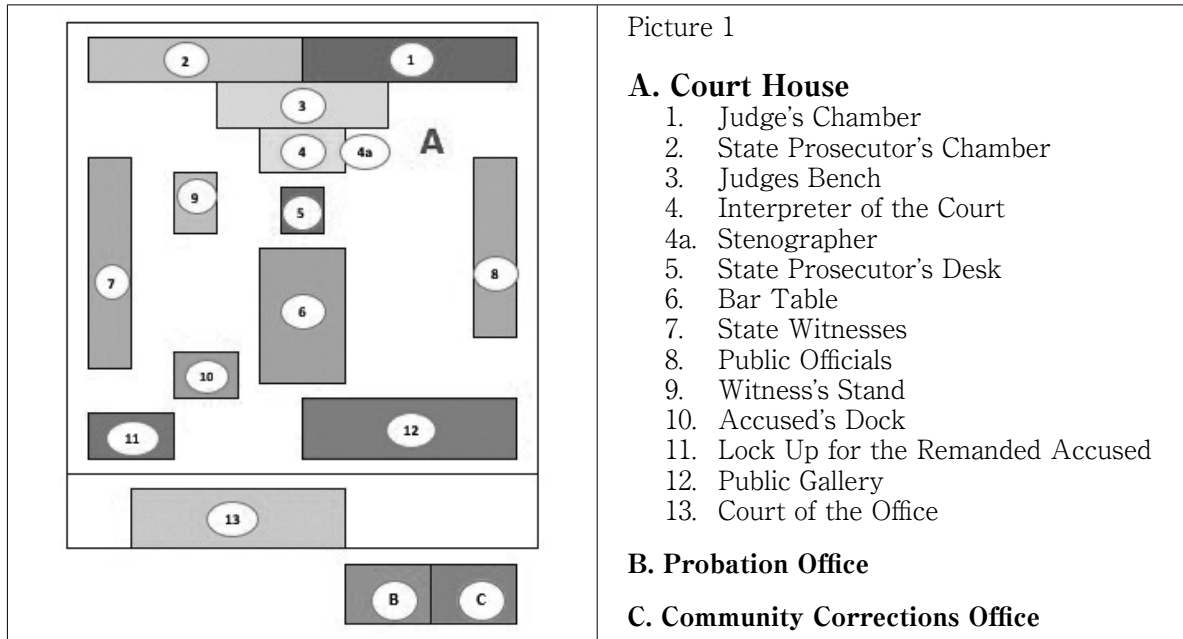 2
1
3
4
4a
A
9
5
7
8
6
10
11
12
13
B
C
Picture 1
A. Court House
1. Judge's Chamber
2. State Prosecutor's Chamber
3. Judges Bench
4. Interpreter of the Court
4a. Stenographer
5. State Prosecutor's Desk
6. Bar Table
7. State Witnesses
8. Public Officials
9. Witness's Stand
10. Accused's Dock
11. Lock Up for the Remanded Accused
12. Public Gallery
13. Court of the Office
B. Probation Office
C. Community Corrections Office